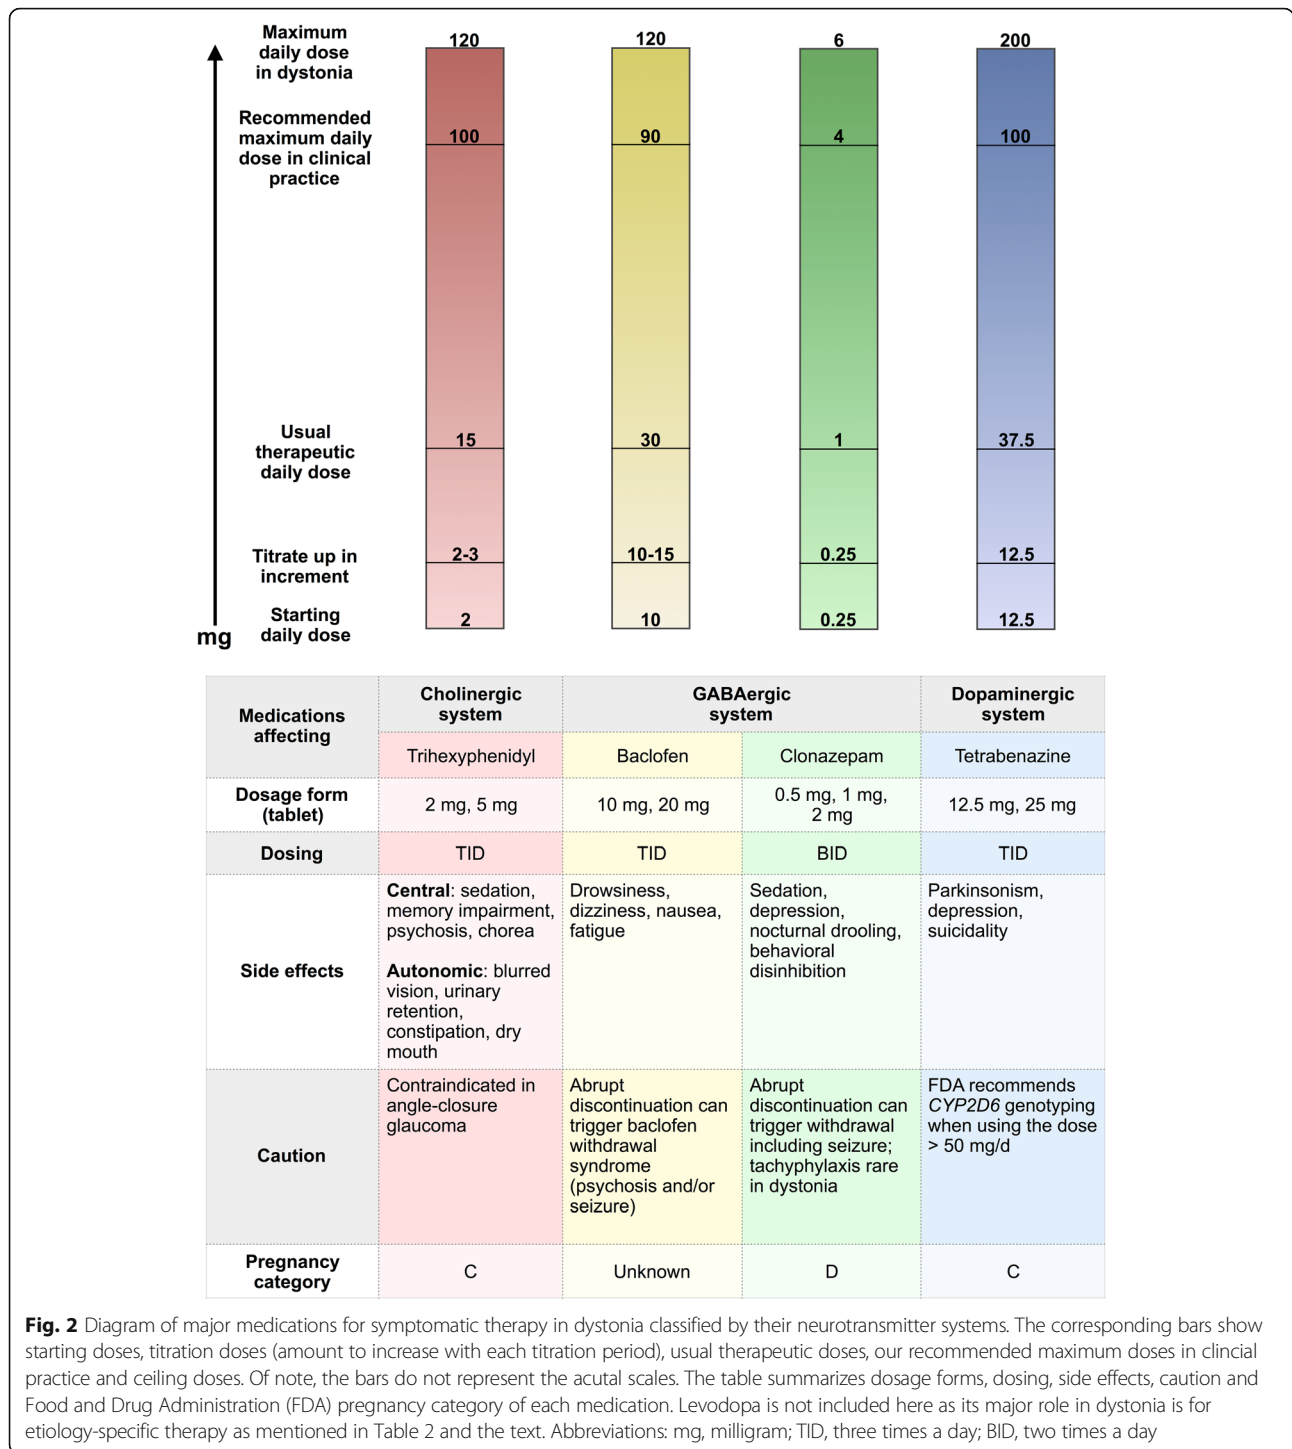 Maximum
daily dose
in dystonia
120
120
6
200
Recommended
maximum daily
dose in clinical
practice
100
90
4
100
Usual
therapeutic
daily dose
15
30
1
37.5
Titrate up in
increment
2-3
10-15
0.25
12.5
Starting
daily dose
2
10
0.25
12.5
mg
Medications
affecting
Cholinergic
system
GABAergic
system
Dopaminergic
system
Trihexyphenidyl
Baclofen
Clonazepam
Tetrabenazine
Dosage form
(tablet)
2 mg, 5 mg
10 mg, 20 mg
0.5 mg, 1 mg,
2 mg
12.5 mg, 25 mg
Dosing
TID
TID
BID
TID
Side effects
Central: sedation,
memory impairment,
psychosis, chorea
Autonomic: blurred
vision, urinary
retention,
constipation, dry
mouth
Drowsiness,
dizziness, nausea,
fatigue
Sedation,
depression,
nocturnal drooling,
behavioral
disinhibition
Parkinsonism,
depression,
suicidality
Caution
Contraindicated in
angle-closure
glaucoma
Abrupt
discontinuation can
trigger baclofen
withdrawal
syndrome
(psychosis and/or
seizure)
Abrupt
discontinuation can
trigger withdrawal
including seizure;
tachyphylaxis rare
in dystonia
FDA recommends
CYP2D6 genotyping
when using the dose
> 50 mg/d
Pregnancy
category
C
Unknown
D
C
Fig. 2 Diagram of major medications for symptomatic therapy in dystonia classified by their neurotransmitter systems. The corresponding bars show
starting doses, titration doses (amount to increase with each titration period), usual therapeutic doses, our recommended maximum doses in clincial
practice and ceiling doses. Of note, the bars do not represent the acutal scales. The table summarizes dosage forms, dosing, side effects, caution and
Food and Drug Administration (FDA) pregnancy category of each medication. Levodopa is not included here as its major role in dystonia is for
etiology-specific therapy as mentioned in Table 2 and the text. Abbreviations: mg, milligram; TID, three times a day; BID, two times a day